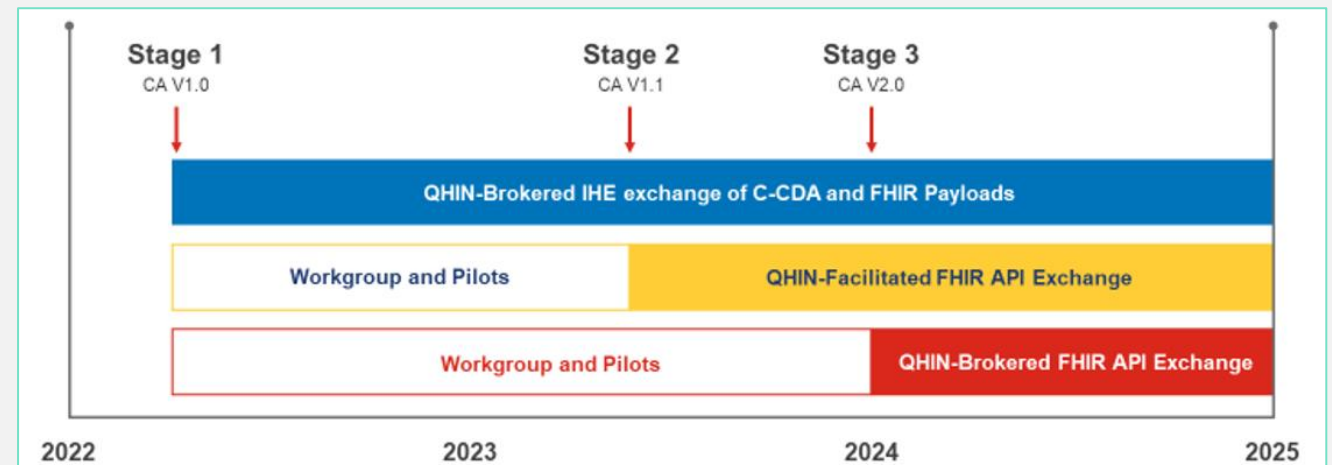 Stage 1
CA V1.0
Stage 2
CA V1.1
Stage 3
CA V2.0
QHIN-Brokered IHE exchange of C-CDA and FHIR Payloads
Workgroup and Pilots
QHIN-Facilitated FHIR API Exchange
Workgroup and Pilots
QHIN-Brokered FHIR API Exchange
2022
2023
2024
2025